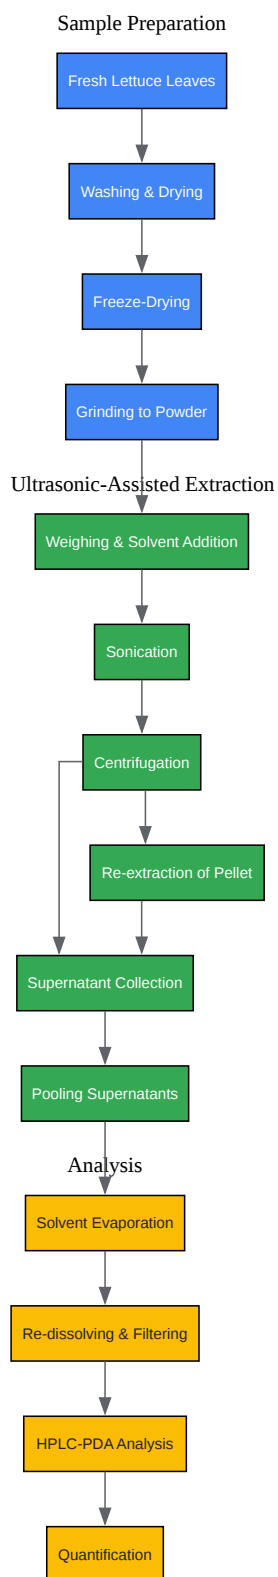 Sample Preparation
Fresh Lettuce Leaves
Washing & Drying
Freeze-Drying
Grinding to Powder
Ultrasonic-Assisted Extraction
Weighing & Solvent Addition
Sonication
Centrifugation
Re-extraction of Pellet
Supernatant Collection
Pooling Supernatants
Analysis
Solvent Evaporation
Re-dissolving & Filtering
HPLC-PDA Analysis
Quantification